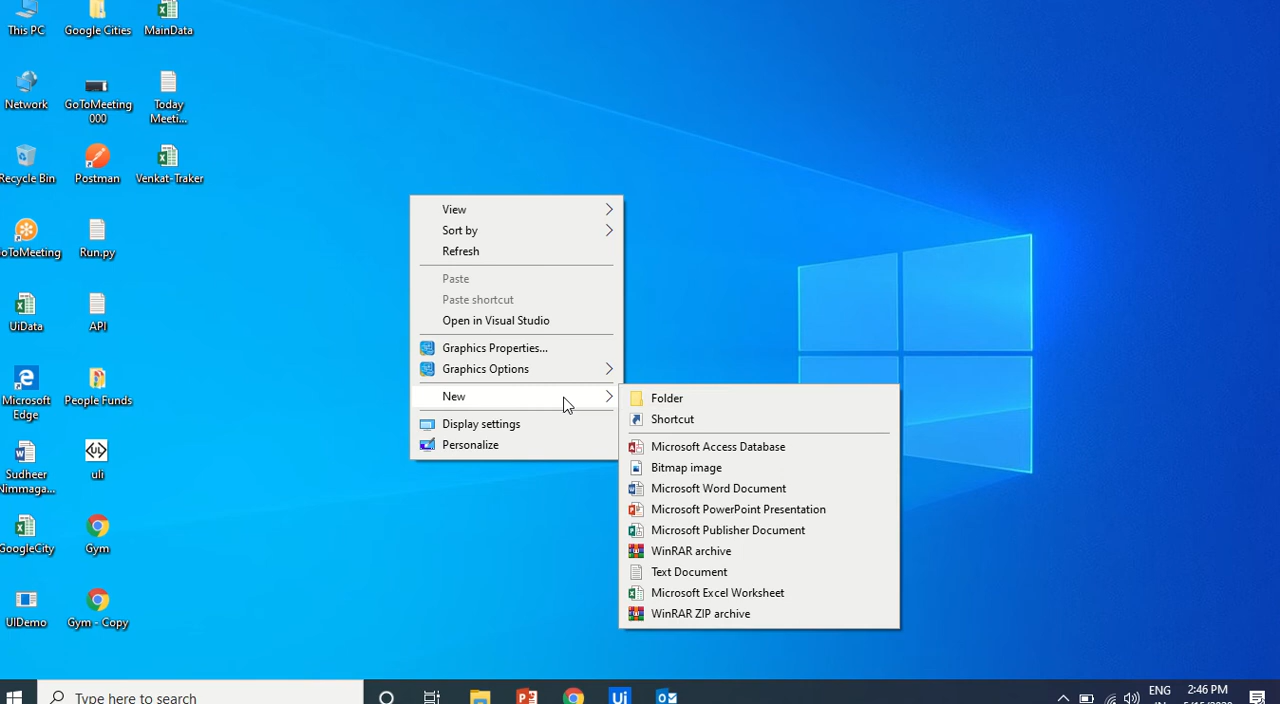 This PC
Google Cities
MainData
Network
GoToMeeting
000
Today
Meeti...
Recycle Bin
Postman
Venkat-Traker
GoToMeeting
Run.py
UiData
API
Microsoft
Edge
People Funds
Sudheer
Nimmaga...
uli
GoogleCity
Gym
UIDemo
Gym - Copy
View
Sort by
Refresh
Paste
Paste shortcut
Open in Visual Studio
Graphics Properties...
Graphics Options
New
Display settings
Personalize
Folder
Shortcut
Microsoft Access Database
Bitmap image
Microsoft Word Document
Microsoft PowerPoint Presentation
Microsoft Publisher Document
WinRAR archive
Text Document
Microsoft Excel Worksheet
WinRAR ZIP archive
Type here to search
Ui
ENG
2:46 PM